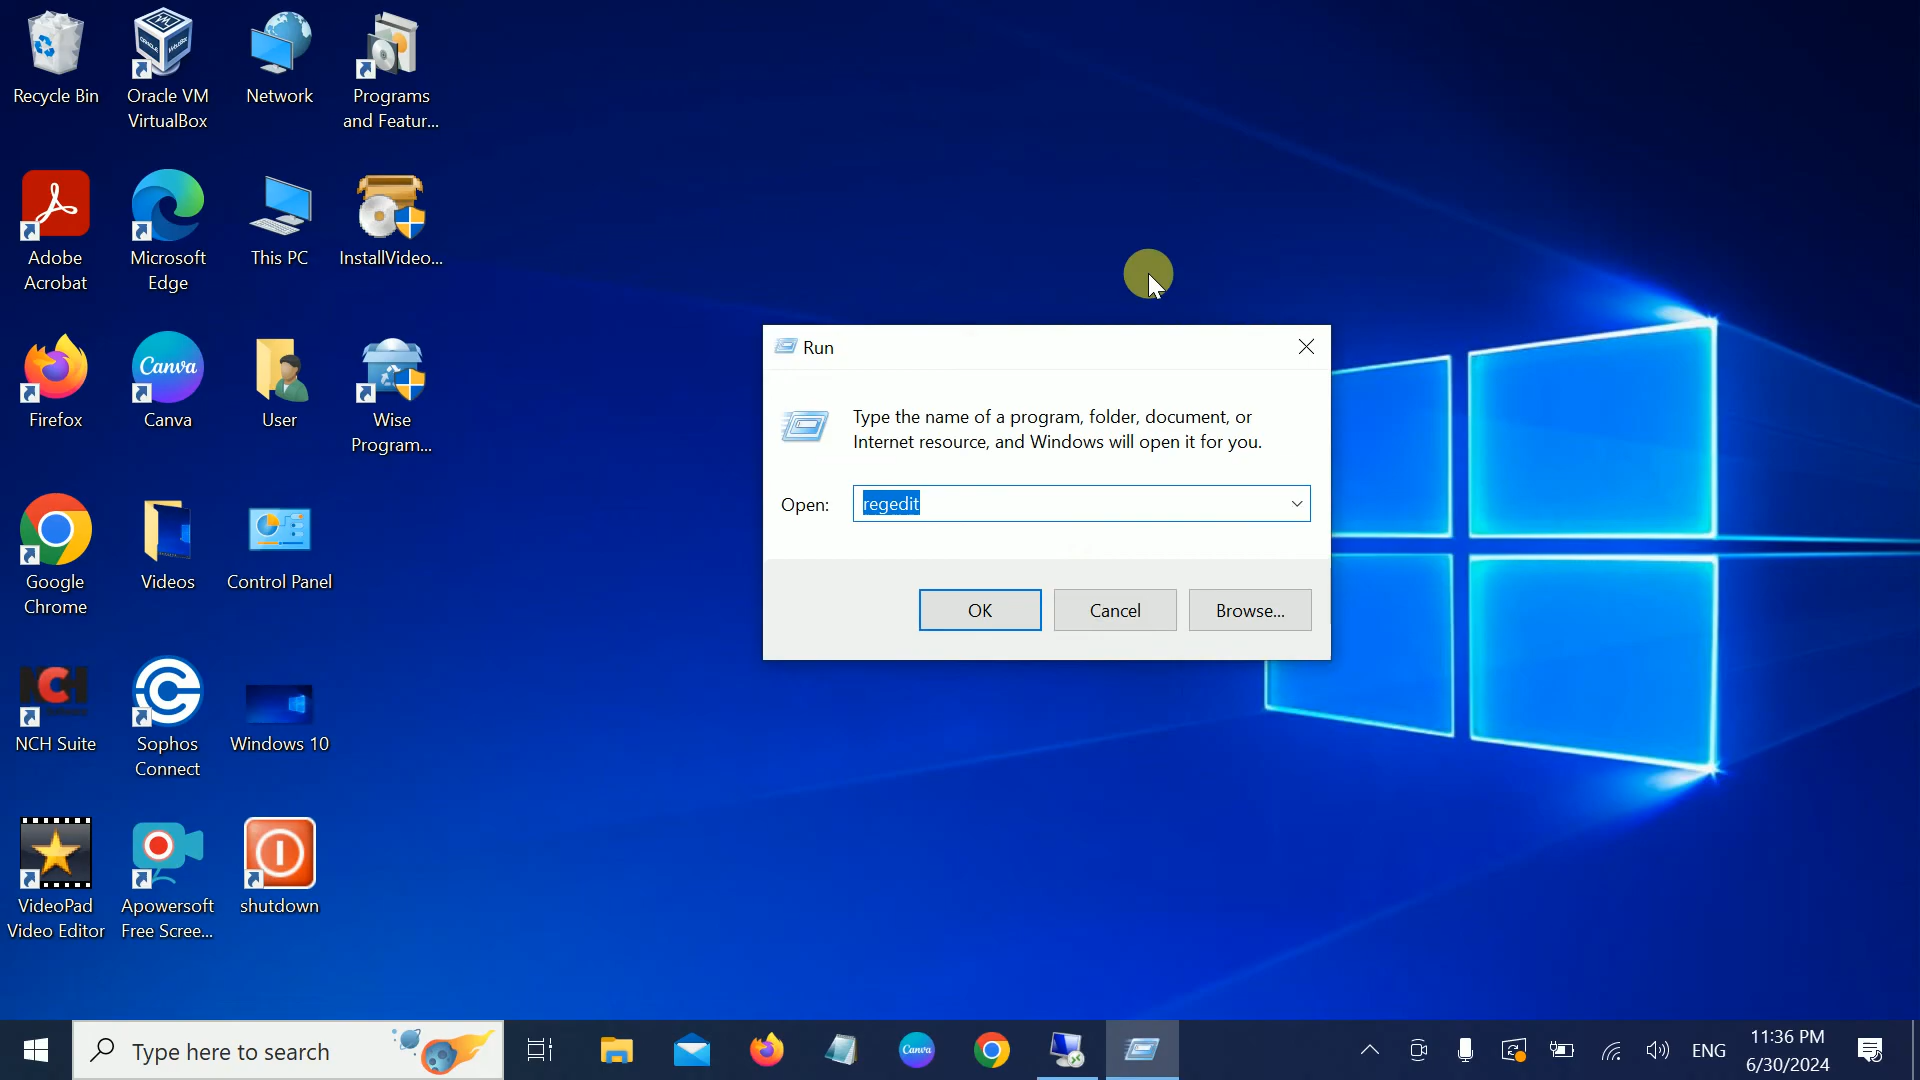 Recycle Bin
Oracle VM
VirtualBox
Network
Programs
and Featur...
Adobe
Acrobat
Microsoft
Edge
This PC
InstallVideo...
Firefox
Canva
Canva
User
Wise
Program...
Google
Chrome
Videos
Control Panel
NCH
NCH Suite
Sophos
Connect
Windows 10
VideoPad
Video Editor
Apowersoft
Free Scree...
shutdown
Run
Type the name of a program, folder, document, or
Internet resource, and Windows will open it for you.
Open:
regedit
OK
Cancel
Browse...
Type here to search
Canva
ENG
11:36 PM
6/30/2024